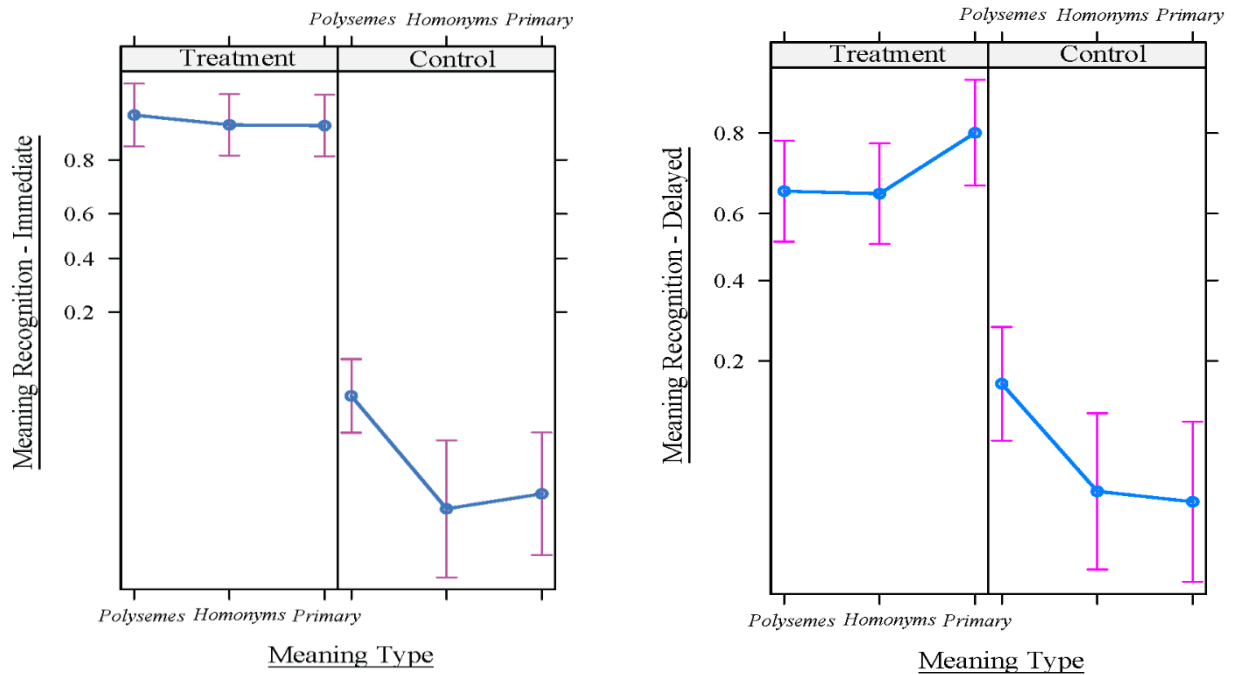 Polysemes Homonyms Primary
Treatment Control
Meaning Recognition - Immediate
0.8
0.6
0.4
0.2
Polysemes Homonyms Primary
Meaning Type
Polysemes Homonyms Primary
Treatment Control
Meaning Recognition - Delayed
0.8
0.6
0.4
0.2
Polysemes Homonyms Primary
Meaning Type